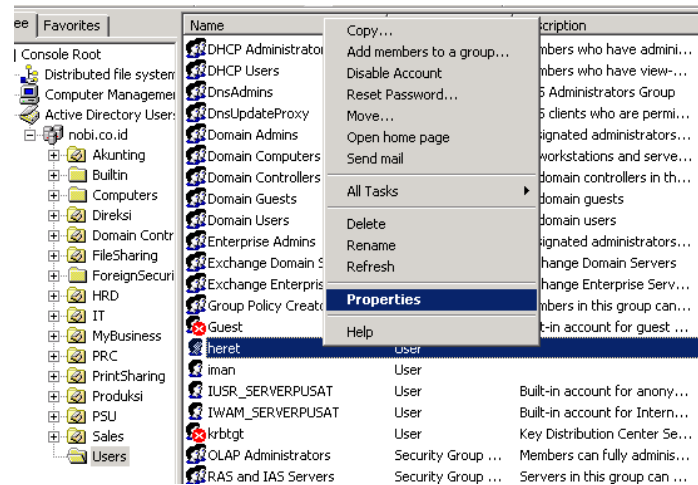 ee Favorites
Console Root
Distributed file system
Computer Managemen
Active Directory User:
nobi.co.id
Akunting
Builtin
Computers
Direksi
Domain Contr
FileSharing
ForeignSecuri
HRD
IT
MyBusiness
PRC
PrintSharing
Produksi
PSU
Sales
Users
Name scription
DHCP Administrato mbers who have admini...
DHCP Users mbers who have view-...
DnsAdmins S Administrators Group
DnsUpdateProxy S clients who are permi...
Domain Admins signated administrators...
Domain Computers workstations and serve...
Domain Controllers domain controllers in th...
Domain Guests domain guests
Domain Users domain users
Enterprise Admins signated administrators...
Exchange Domain S hange Domain Servers
Exchange Enterpris hange Enterprise Serv...
Group Policy Creato mbers in this group can...
Guest t-in account for guest ...
heret User
iman User
IUSR_SERVERPUSAT User Built-in account for anony...
IWAM_SERVERPUSAT User Built-in account for Intern...
krbtgt User Key Distribution Center Se...
OLAP Administrators Security Group ... Members can fully adminis...
RAS and IAS Servers Security Group ... Servers in this group can ...
Copy...
Add members to a group...
Disable Account
Reset Password...
Move...
Open home page
Send mail
All Tasks
Delete
Rename
Refresh
Properties
Help